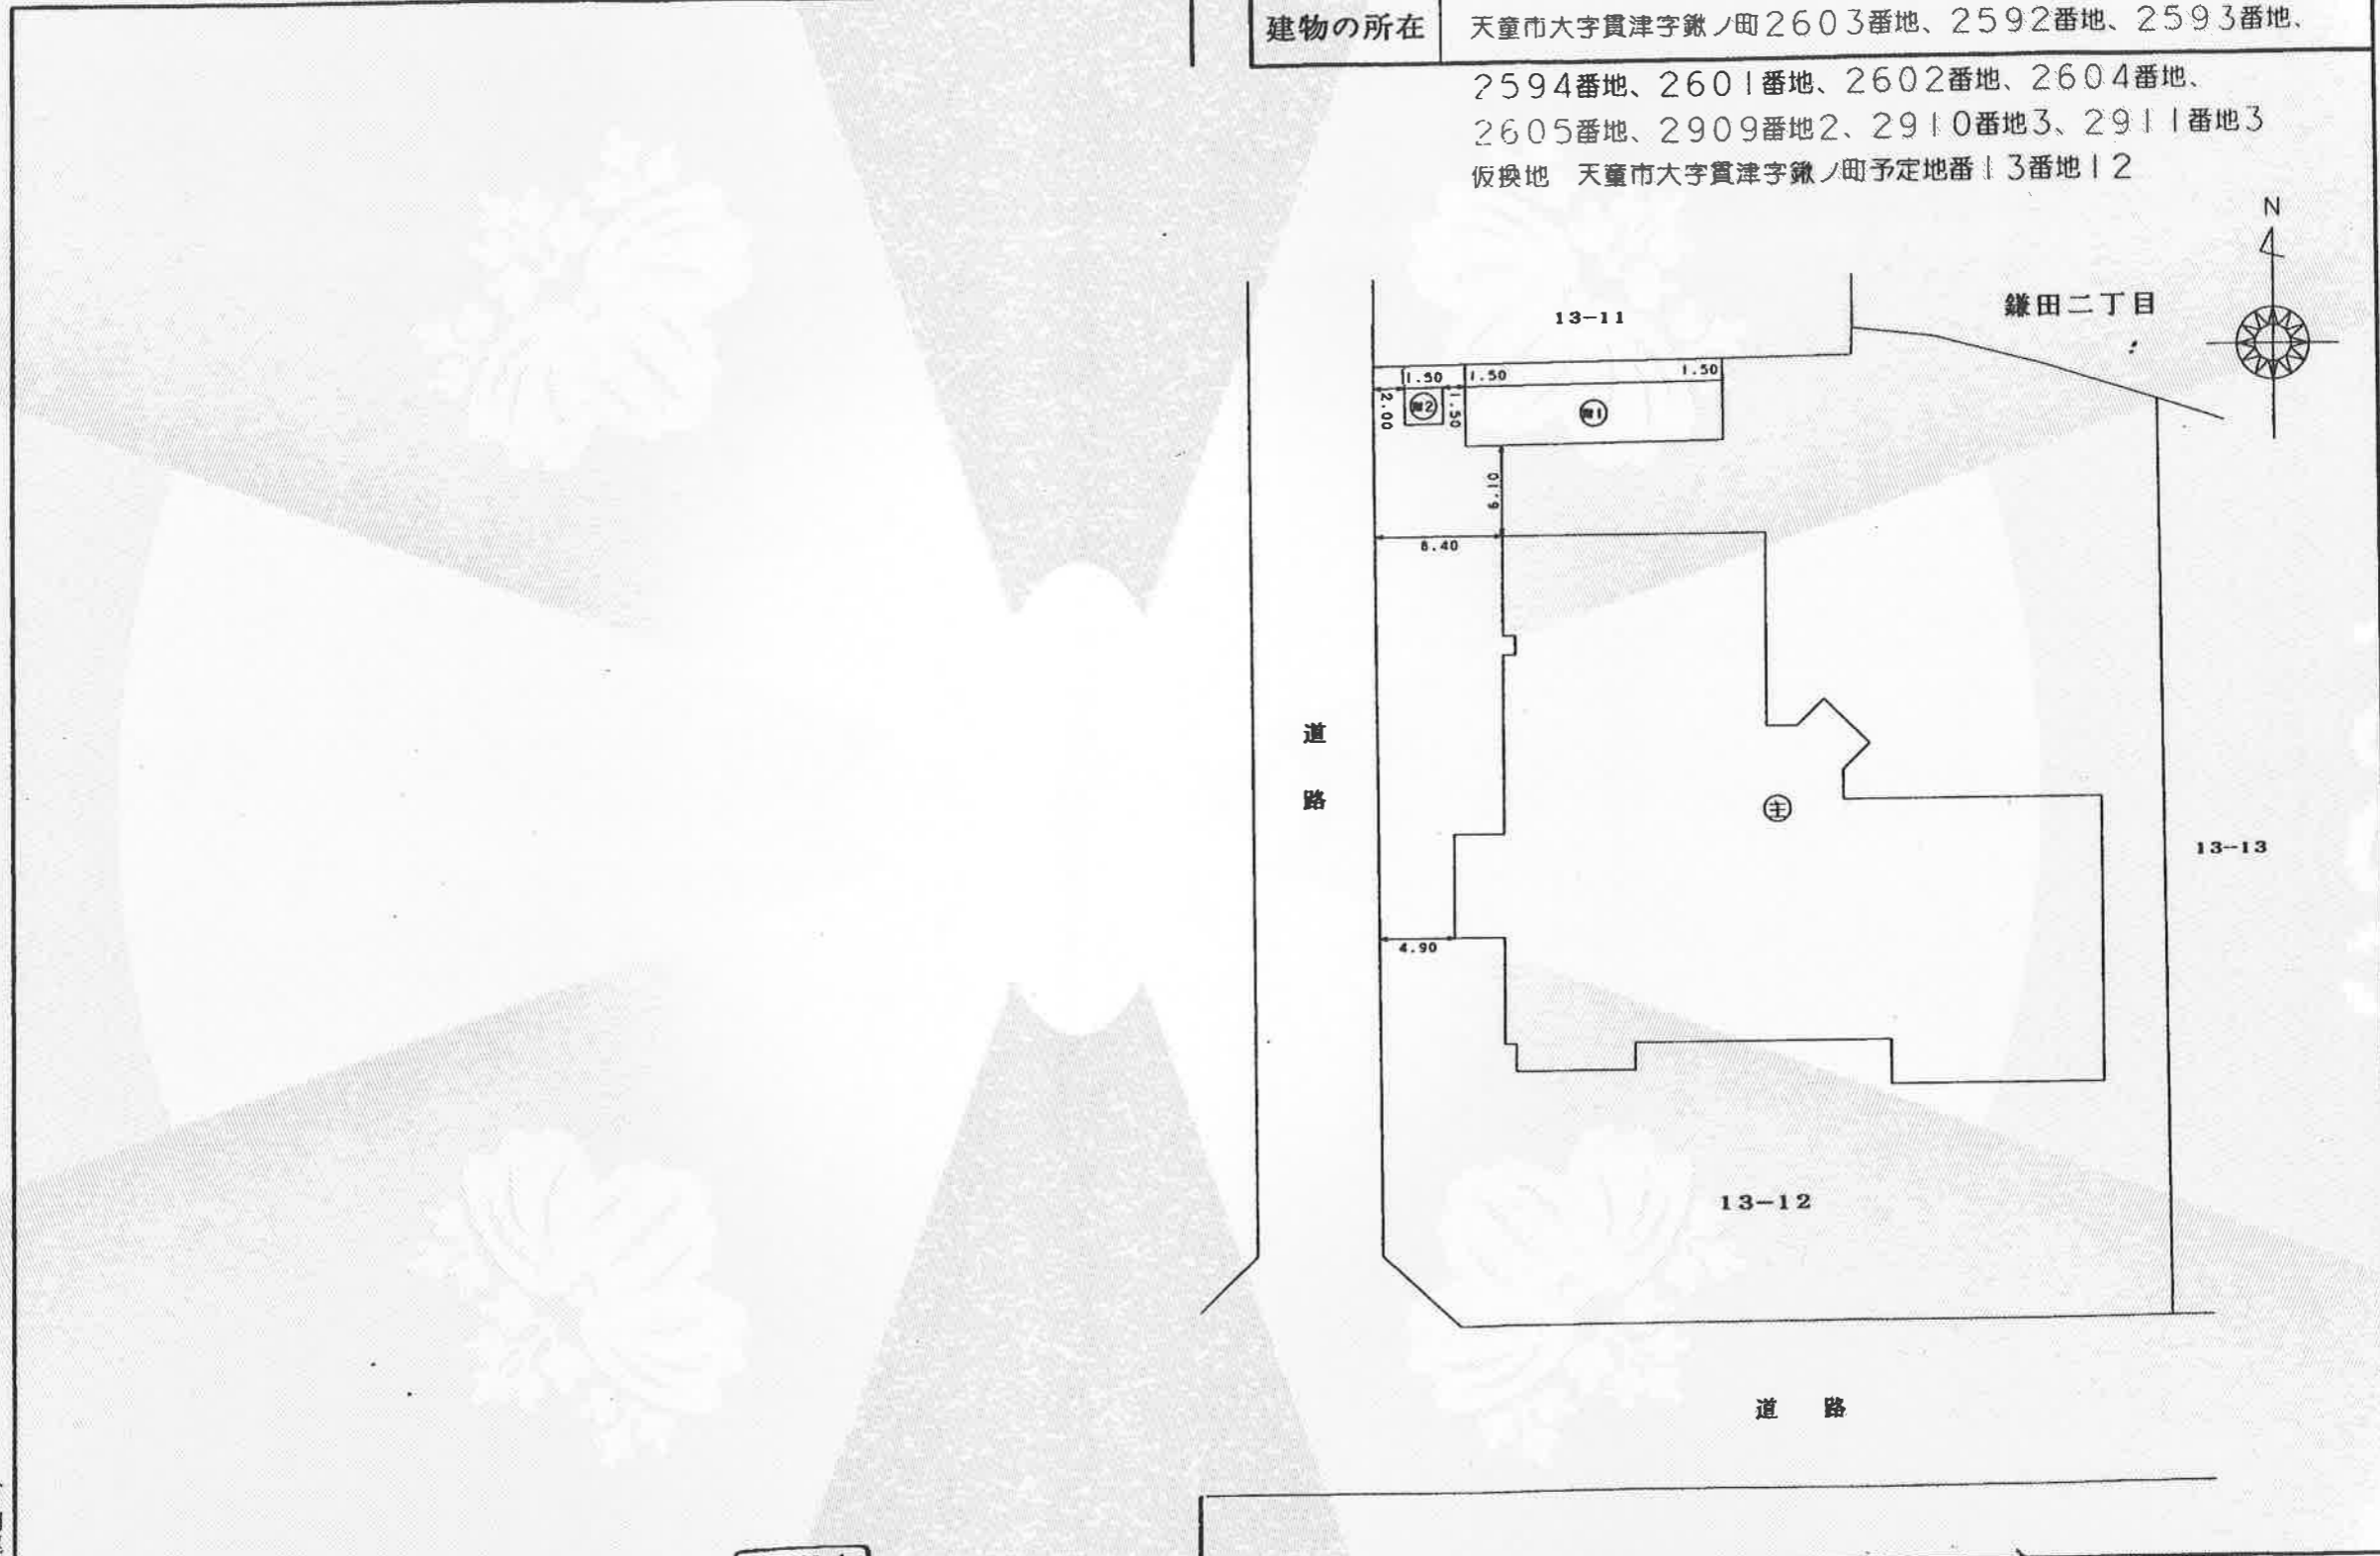 建物の所在
天童市大字貫津字鍬ノ町2603番地、2592番地、2593番地、
2594番地、2601番地、2602番地、2604番地、
2605番地、2909番地2、2910番地3、2911番地3
仮換地 天童市大字貫津字鍬ノ町予定地番13番地12
N
鎌田二丁目
13-11
1.50 1.50 1.50
2.00
1.50
6.10
8.40
道路
主
13-13
4.90
13-12
道路